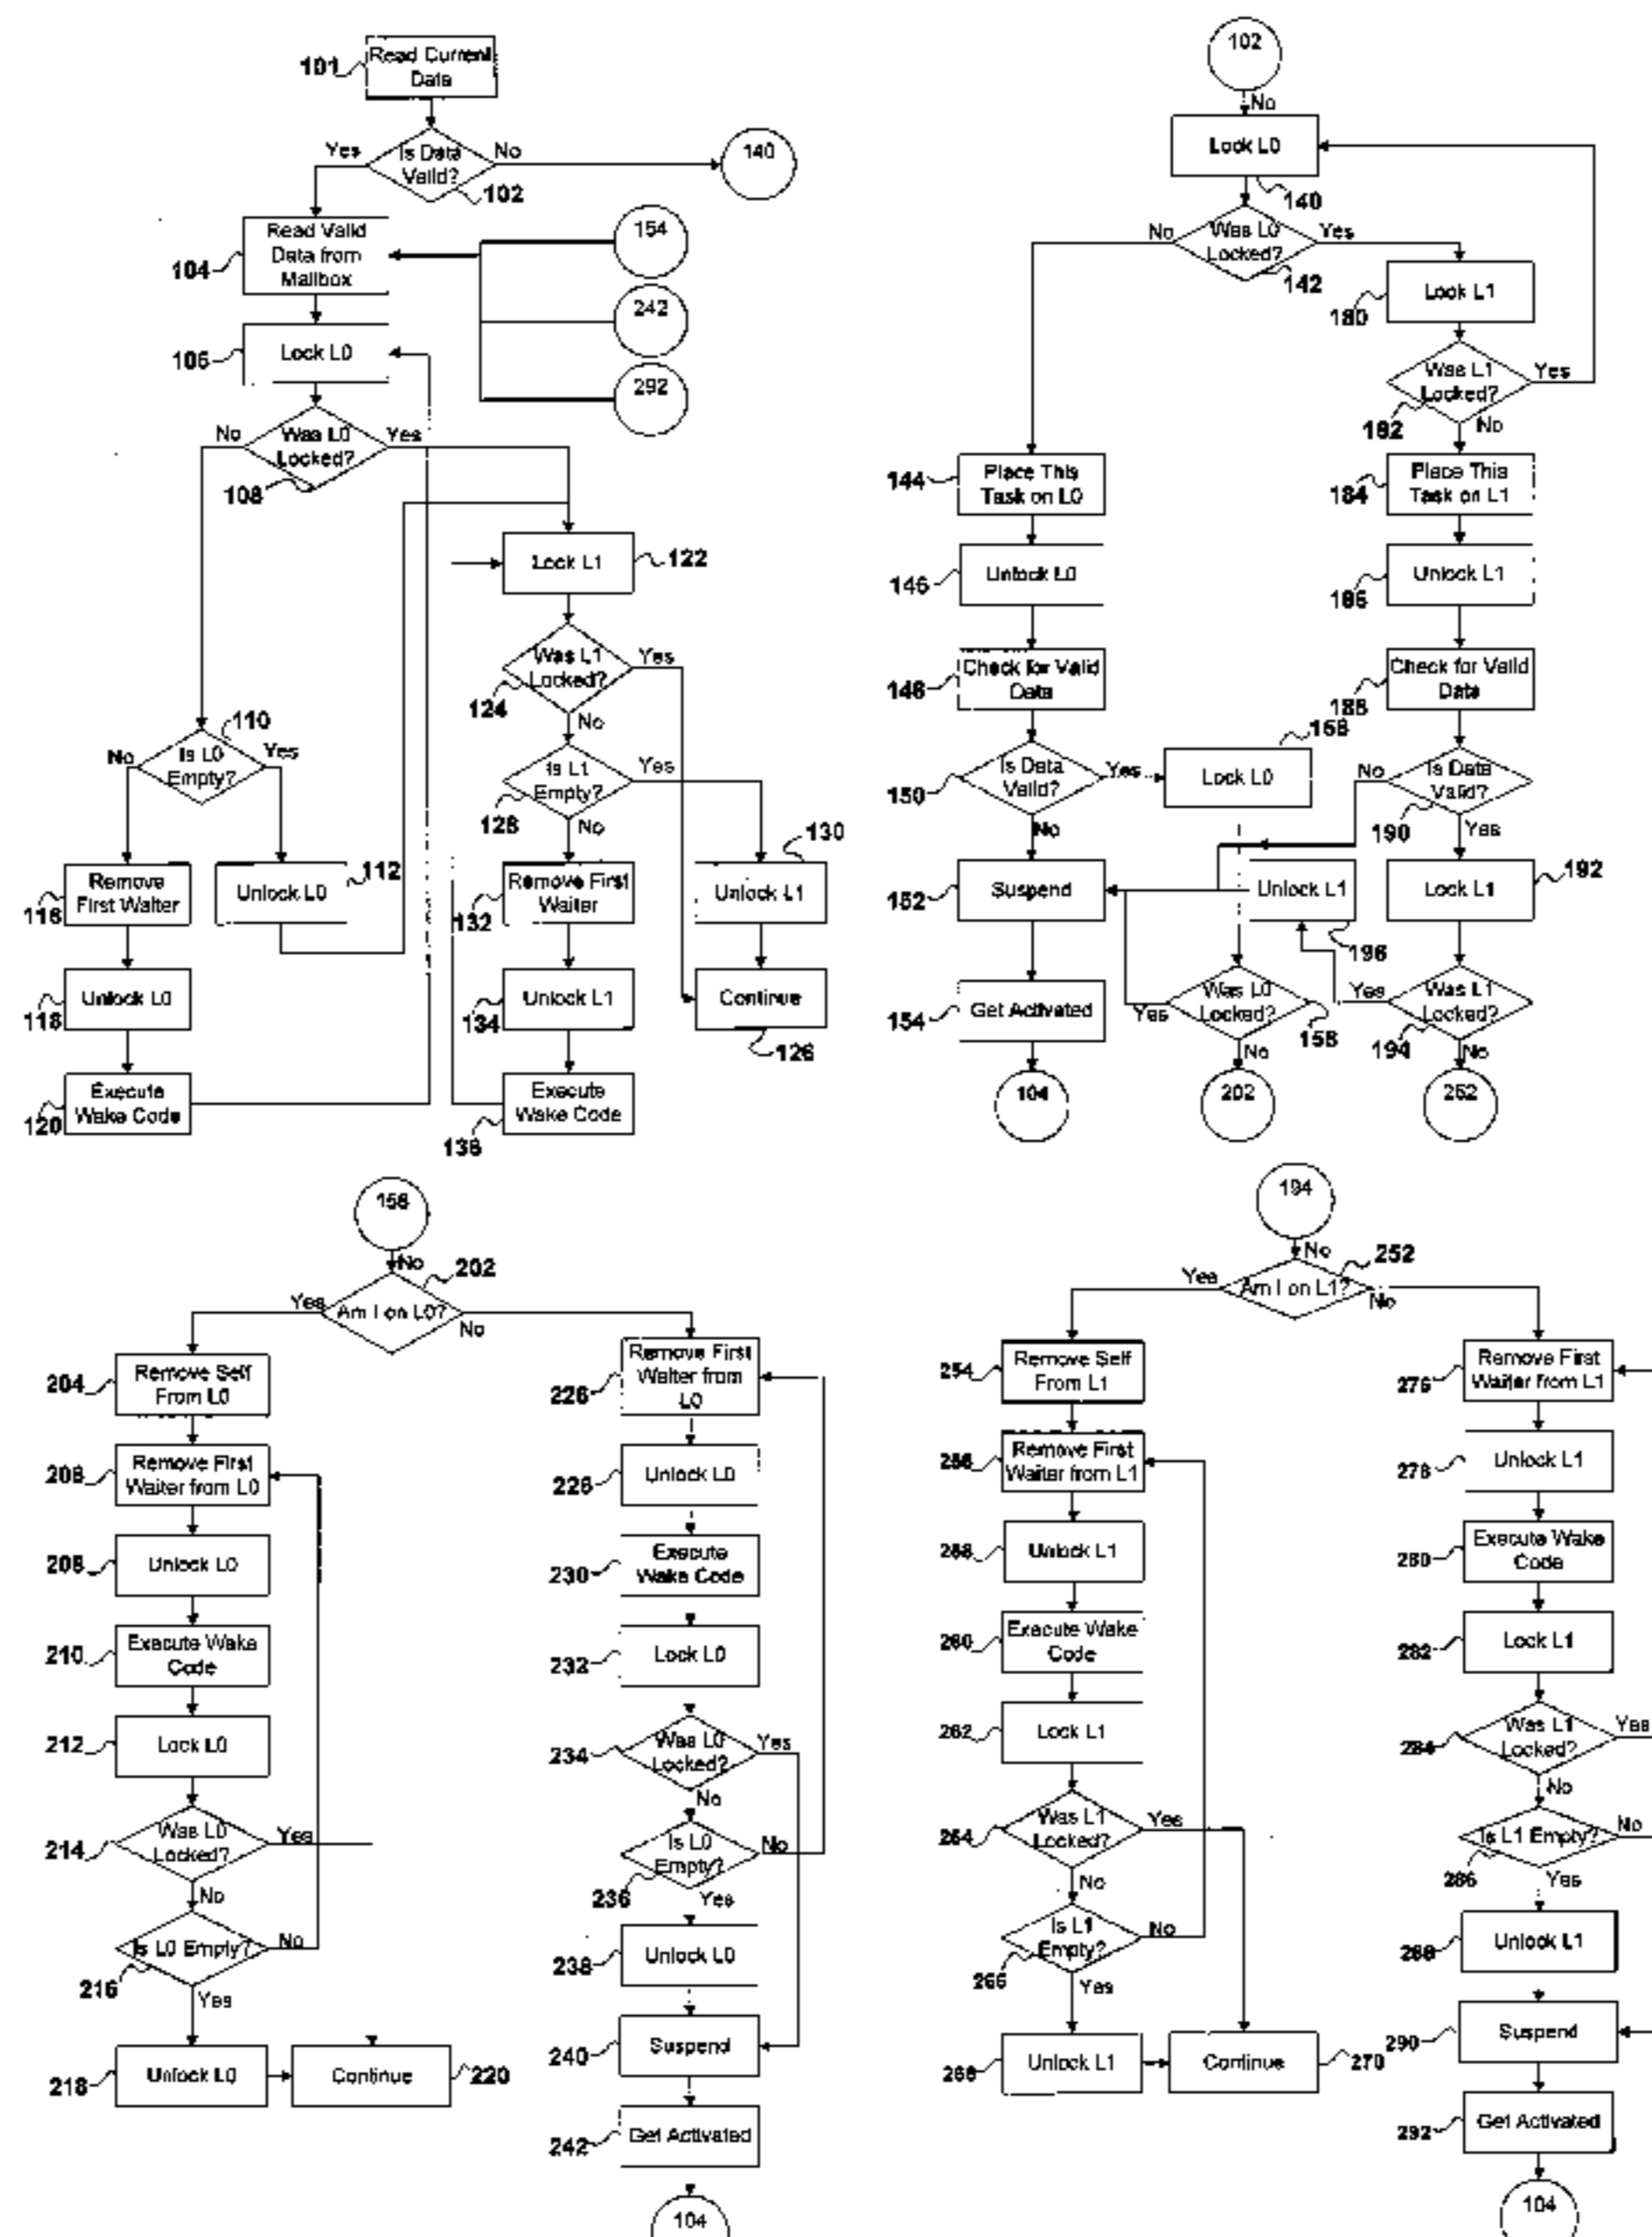 101
Read Current
Data
Yes
Is Data
Valid?
No
102
140
104
Read Valid
Data from
Mailbox
154
242
292
Lock L0
No
Was L0
Locked?
Yes
108
Lock L1
122
Was L1
Locked?
Yes
124
No
110
No
Is L0
Empty?
Yes
Is L1
Empty?
Yes
128
No
130
Remove
First Waiter
Unlock L0
112
132
Remove First
Waiter
Unlock L1
118
Unlock L0
134
Unlock L1
Continue
126
120
Execute
Wake Code
Execute
Wake Code
102
No
Lock L0
140
No
Was L0
Locked?
Yes
142
180
Lock L1
Was L1
Locked?
Yes
182
No
144
Place This
Task on L0
184
Place This
Task on L1
Unlock L0
Unlock L1
Check for Valid
Data
Check for Valid
Data
150
Is Data
Valid?
Yes
Lock L0
No
No
Is Data
Valid?
190
Yes
152
Suspend
Unlock L1
196
Lock L1
192
154
Get Activated
Yes
Was L0
Locked?
158
No
Yes
Was L1
Locked?
194
No
104
202
252
No
202
Yes
Am I on L0?
No
204
Remove Self
From L0
226
Remove First
Waiter from
L0
Remove First
Waiter from L0
Unlock L0
208
Unlock L0
230
Execute
Wake Code
210
Execute Wake
Code
232
Lock L0
212
Lock L0
234
Was L0
Locked?
Yes
No
214
Was L0
Locked?
Yes
No
Is L0
Empty?
No
236
Yes
Is L0 Empty?
No
216
Yes
238
Unlock L0
218
Unlock L0
Continue
220
240
Suspend
242
Get Activated
104
194
No
252
Yes
Am I on L1?
No
254
Remove Self
From L1
276
Remove First
Waiter from L1
Remove First
Waiter from L1
278
Unlock L1
258
Unlock L1
280
Execute Wake
Code
260
Execute Wake
Code
282
Lock L1
262
Lock L1
284
Was L1
Locked?
Yes
No
264
Was L1
Locked?
Yes
No
Is L1 Empty?
No
286
Yes
Is L1
Empty?
No
266
Yes
288
Unlock L1
268
Unlock L1
Continue
270
290
Suspend
292
Get Activated
104